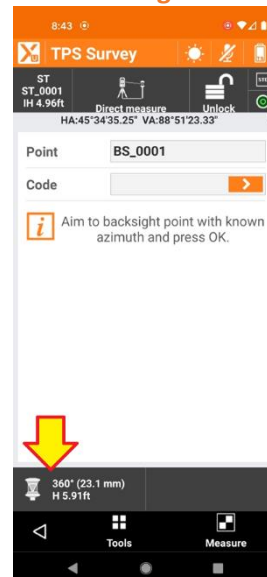 8:43
TPS Survey
ST
ST_0001
IH 4.96ft
Direct measure
Unlock
HA:45°34'35.25" VA:88°51'23.33"
Point
BS_0001
Code
Aim to backsight point with known
azimuth and press OK.
360° (23.1 mm)
H 5.91ft
Tools
Measure